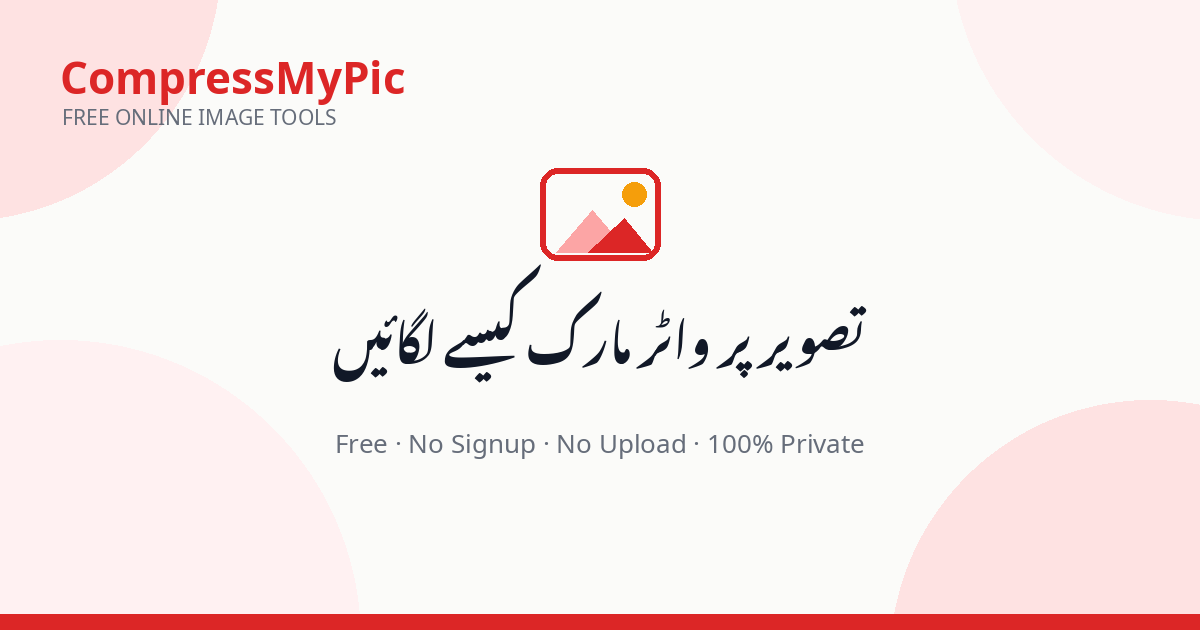 CompressMyPic
FREE ONLINE IMAGE TOOLS
تصویر پر واٹر مارک کیسے لگائیں
Free · No Signup · No Upload · 100% Private